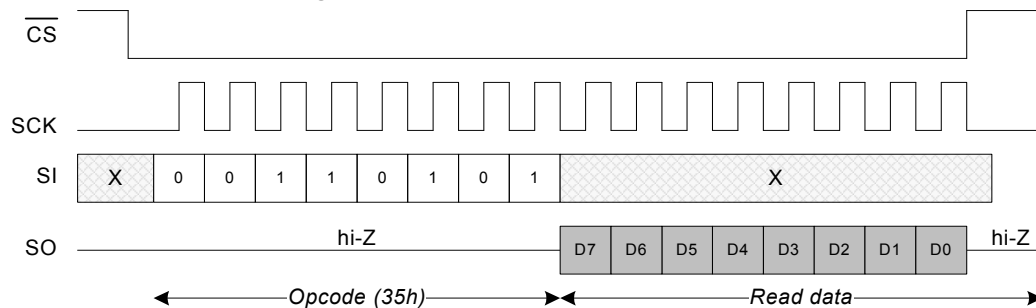 CS
SCK
SI X 0 0 1 1 0 1 0 1 X
SO hi-Z D7 D6 D5 D4 D3 D2 D1 D0 hi-Z
Opcode (35h) Read data